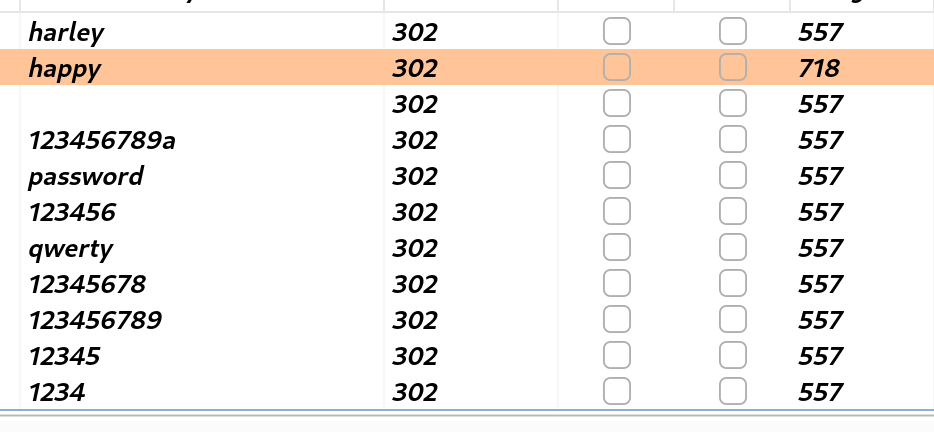 harley 302 557
happy 302 718
302 557
123456789a 302 557
password 302 557
123456 302 557
qwerty 302 557
12345678 302 557
123456789 302 557
12345 302 557
1234 302 557